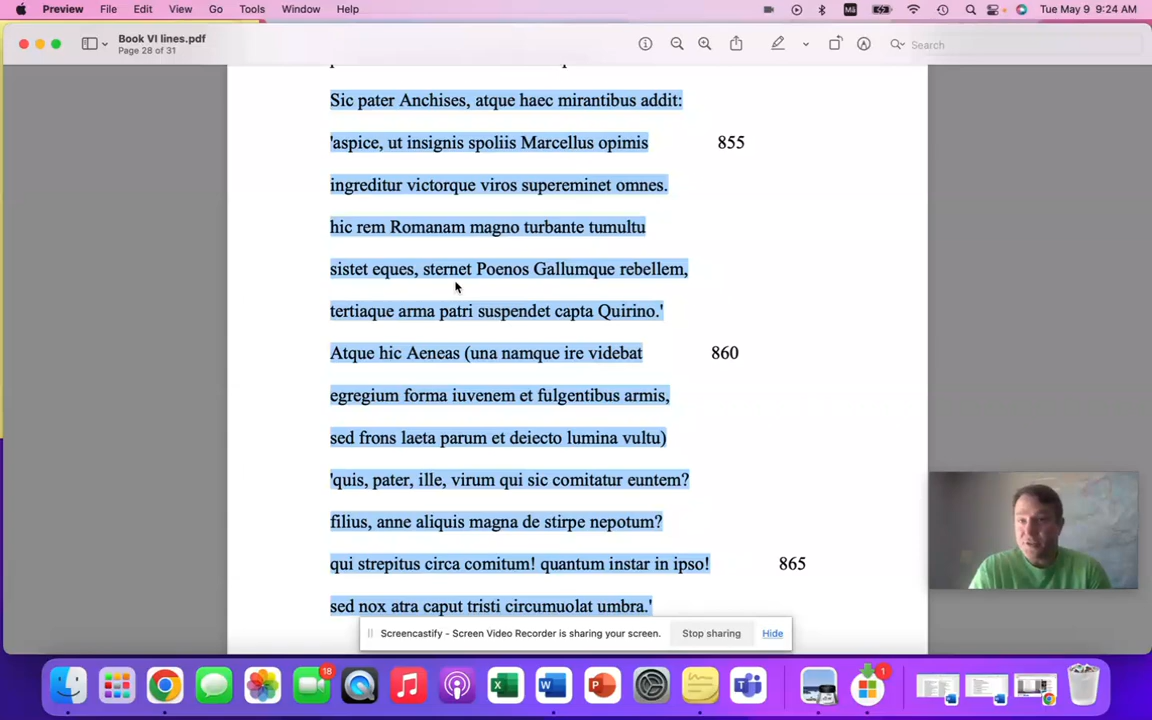 Preview File Edit View Go Tools Window Help
Tue May 9 9:24 AM
Book VI lines.pdf
Page 28 of 31
Search
Sic pater Anchises, atque haec mirantibus addit:
'aspice, ut insignis spoliis Marcellus opimis 855
ingreditur victorque viros supereminet omnes.
hic rem Romanam magno turbante tumultu
sistet eques, sternet Poenos Gallumque rebellem,
tertiaque arma patri suspendet capta Quirino.'
Atque hic Aeneas (una namque ire videbat 860
egregium forma iuvenem et fulgentibus armis,
sed frons laeta parum et deiecto lumina vultu)
'quis, pater, ille, virum qui sic comitatur euntem?
filius, anne aliquis magna de stirpe nepotum?
qui strepitus circa comitum! quantum instar in ipso! 865
sed nox atra caput tristi circumuolat umbra.'
Screencastify - Screen Video Recorder is sharing your screen. Stop sharing Hide
18
1